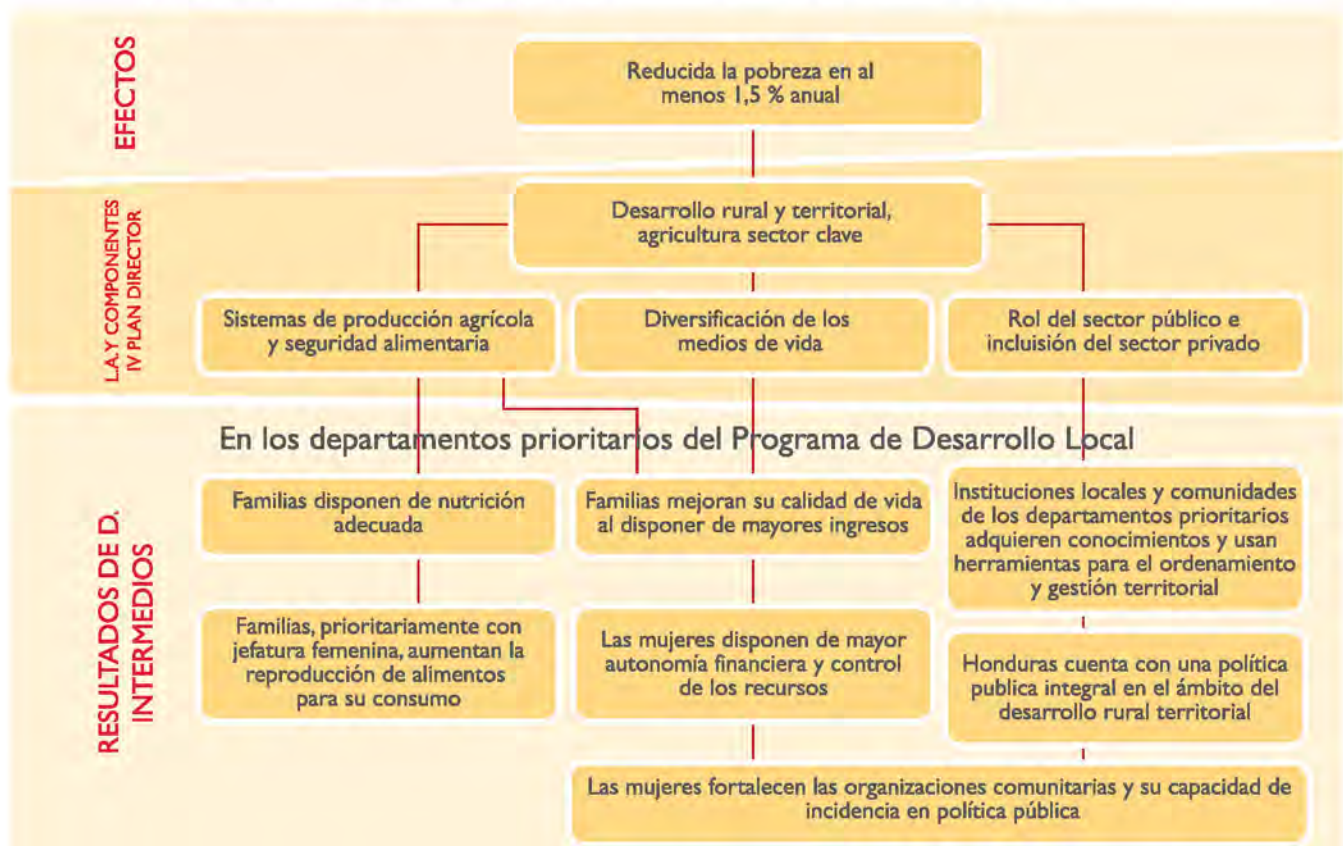 EFECTOS
Reducida la pobreza en al
menos 1,5 % anual
L.A. Y COMPONENTES
IV PLAN DIRECTOR
Desarrollo rural y territorial,
agricultura sector clave
Sistemas de producción agrícola
y seguridad alimentaria
Diversificación de los
medios de vida
Rol del sector público e
incluisión del sector privado
RESULTADOS DE D.
INTERMEDIOS
En los departamentos prioritarios del Programa de Desarrollo Local
Familias disponen de nutrición
adecuada
Familias mejoran su calidad de vida
al disponer de mayores ingresos
Instituciones locales y comunidades
de los departamentos prioritarios
adquieren conocimientos y usan
herramientas para el ordenamiento
y gestión territorial
Familias, prioritariamente con
jefatura femenina, aumentan la
reproducción de alimentos
para su consumo
Las mujeres disponen de mayor
autonomía financiera y control
de los recursos
Honduras cuenta con una política
publica integral en el ámbito del
desarrollo rural territorial
Las mujeres fortalecen las organizaciones comunitarias y su capacidad de
incidencia en política pública